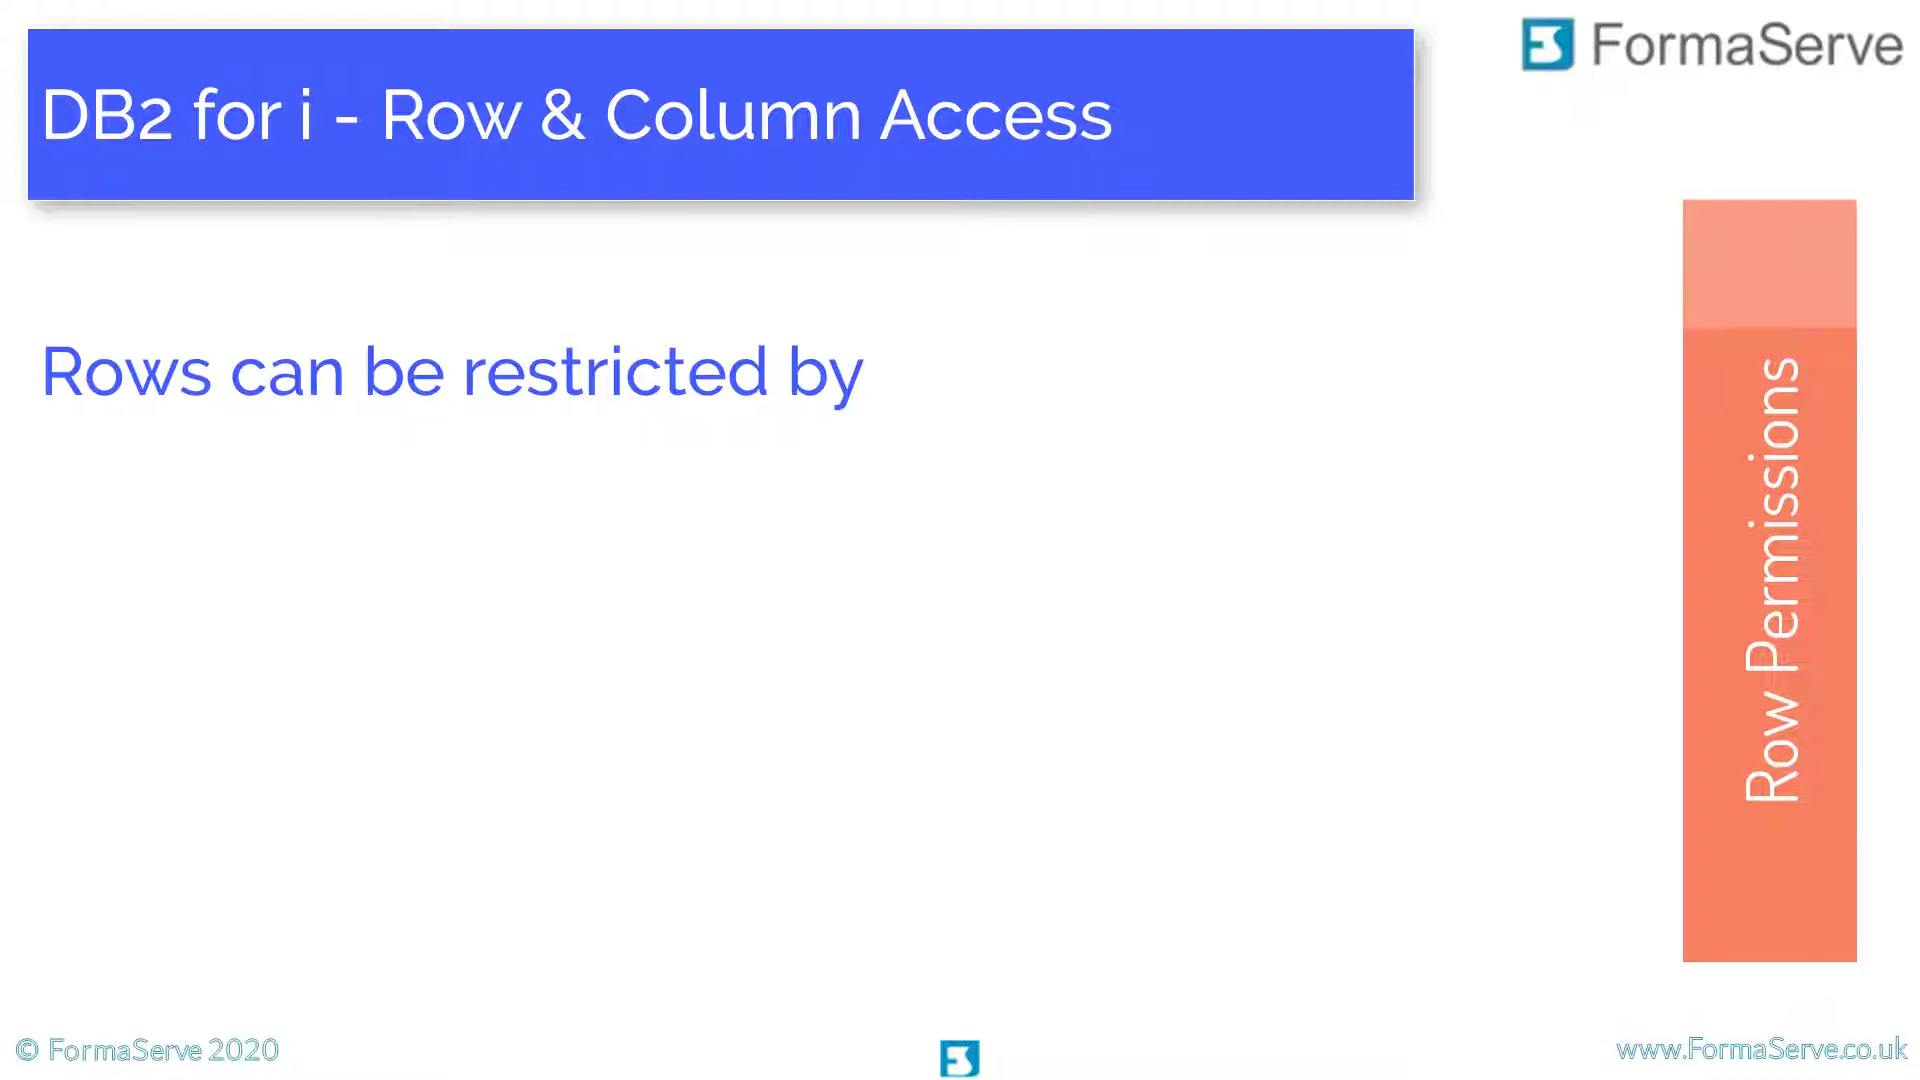 DB2 for i - Row & Column Access
FormaServe
Rows can be restricted by
Row Permissions
© FormaServe 2020
www.FormaServe.co.uk